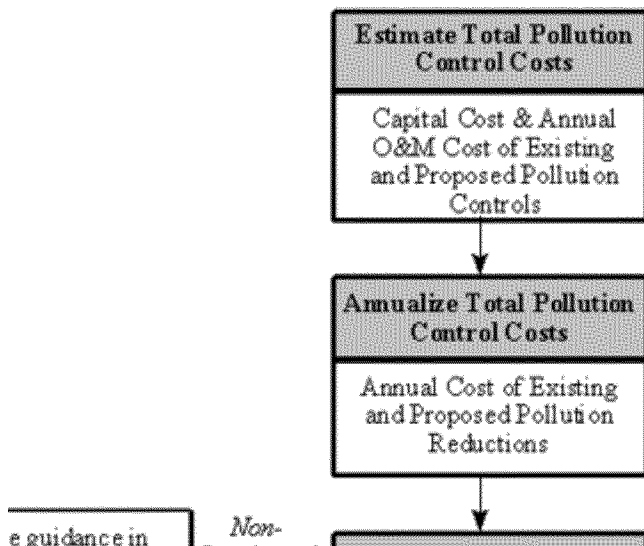 Estimate Total Pollution
Control Costs
Capital Cost & Annual
O&M Cost of Existing
and Proposed Pollution
Controls
Annualize Total Pollution
Control Costs
Annual Cost of Existing
and Proposed Pollution
Reductions
e guidance in
Non-